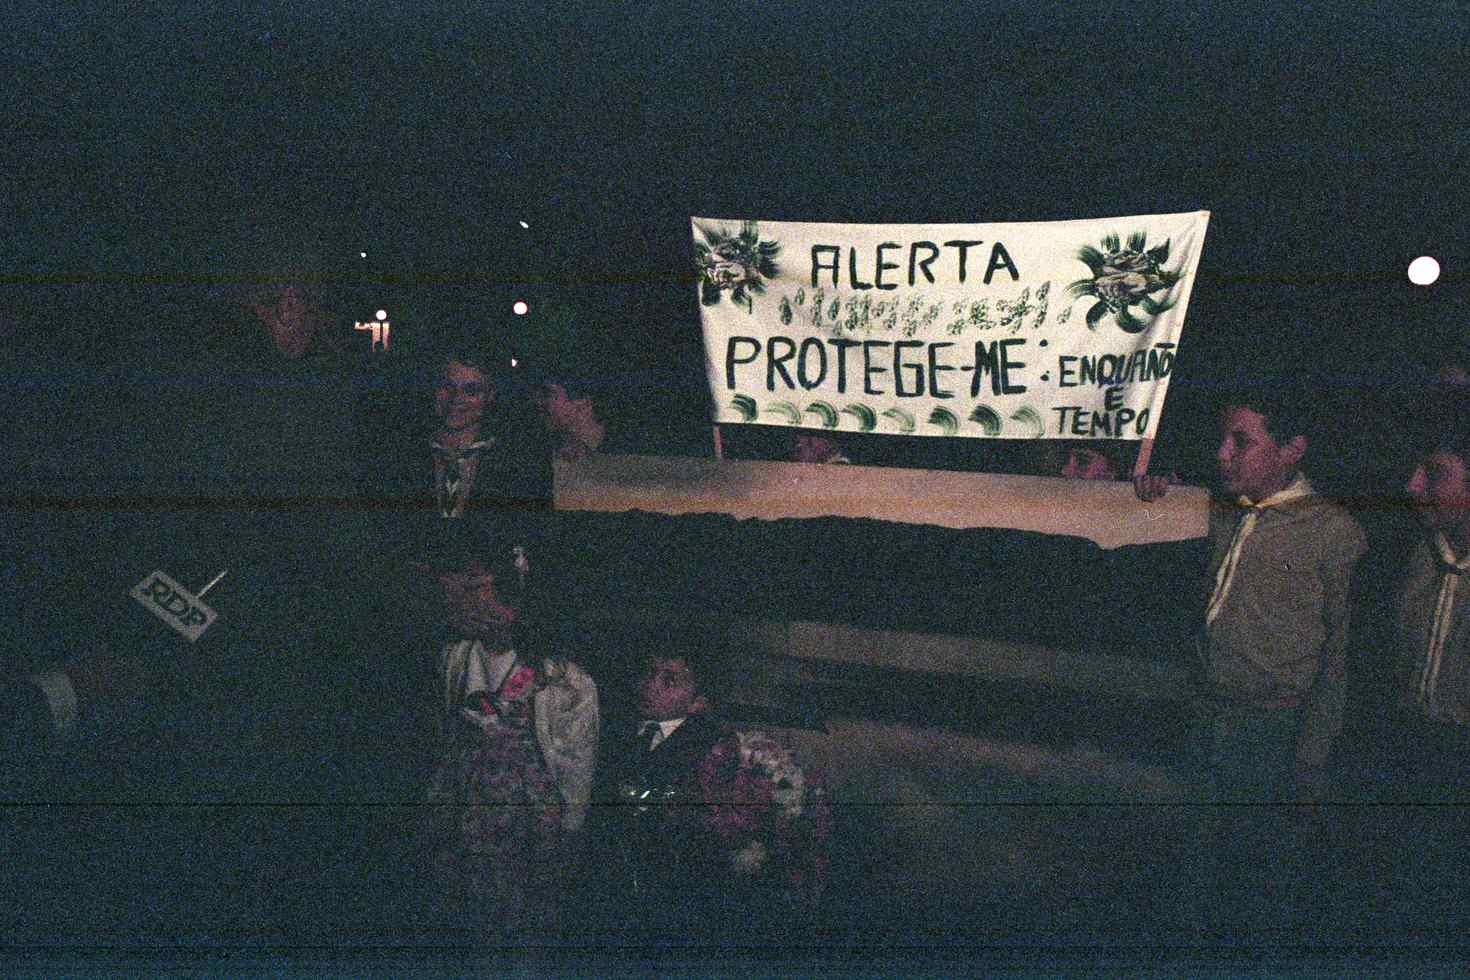 ALERTA
PROTEGE-ME: ENQUANTO
É
TEMPO
RDP